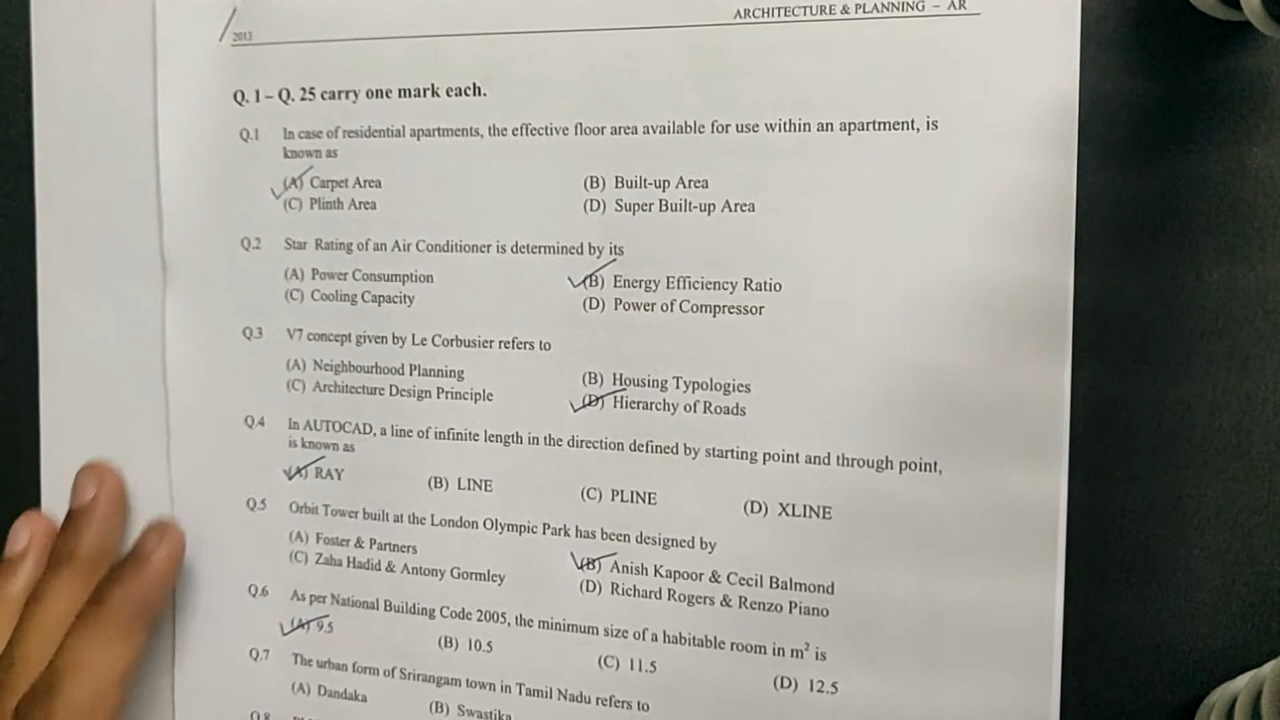 ARCHITECTURE & PLANNING – AR
2013
Q. 1 – Q. 25 carry one mark each.
Q.1 In case of residential apartments, the effective floor area available for use within an apartment, is
known as
(A) Carpet Area (B) Built-up Area
(C) Plinth Area (D) Super Built-up Area
Q.2 Star Rating of an Air Conditioner is determined by its
(A) Power Consumption (B) Energy Efficiency Ratio
(C) Cooling Capacity (D) Power of Compressor
Q.3 V7 concept given by Le Corbusier refers to
(A) Neighbourhood Planning (B) Housing Typologies
(C) Architecture Design Principle (D) Hierarchy of Roads
Q.4 In AUTOCAD, a line of infinite length in the direction defined by starting point and through point,
is known as
(A) RAY (B) LINE (C) PLINE (D) XLINE
Q.5 Orbit Tower built at the London Olympic Park has been designed by
(A) Foster & Partners (B) Anish Kapoor & Cecil Balmond
(C) Zaha Hadid & Antony Gormley (D) Richard Rogers & Renzo Piano
Q.6 As per National Building Code 2005, the minimum size of a habitable room in m² is
(A) 9.5 (B) 10.5 (C) 11.5 (D) 12.5
Q.7 The urban form of Srirangam town in Tamil Nadu refers to
(A) Dandaka (B) Swastika
Q.8